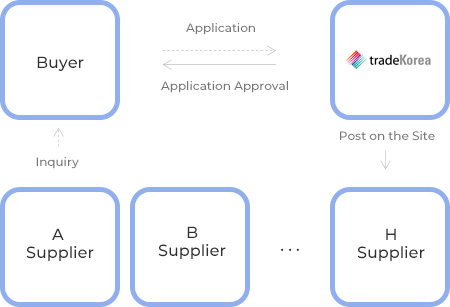 Application
Buyer
tradeKorea
Application Approval
Post on the Site
Inquiry
A
Supplier
B
Supplier
...
H
Supplier